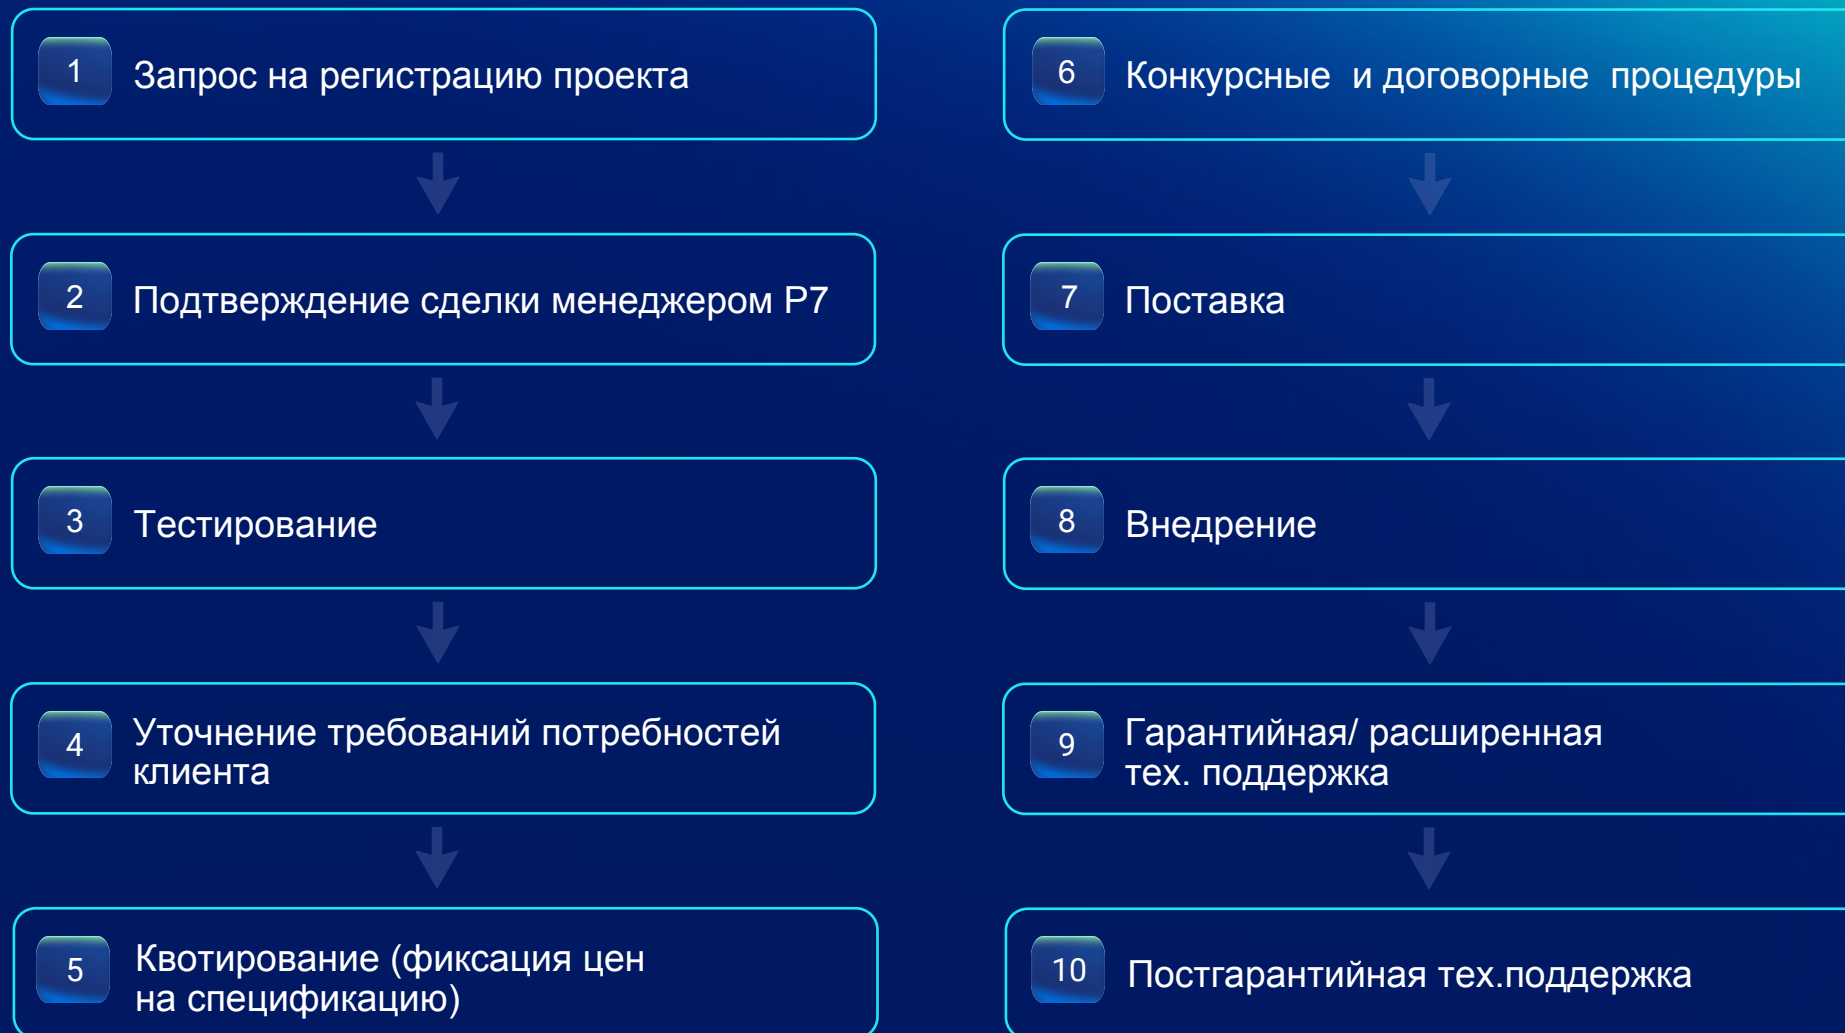 1
Запрос на регистрацию проекта
2
Подтверждение сделки менеджером Р7
3
Тестирование
4
Уточнение требований потребностей
клиента
5
Квотирование (фиксация цен
на спецификацию)
6
Конкурсные  и договорные  процедуры
7
Поставка
8
Внедрение
9
Гарантийная/ расширенная
тех. поддержка
10
Постгарантийная тех.поддержка